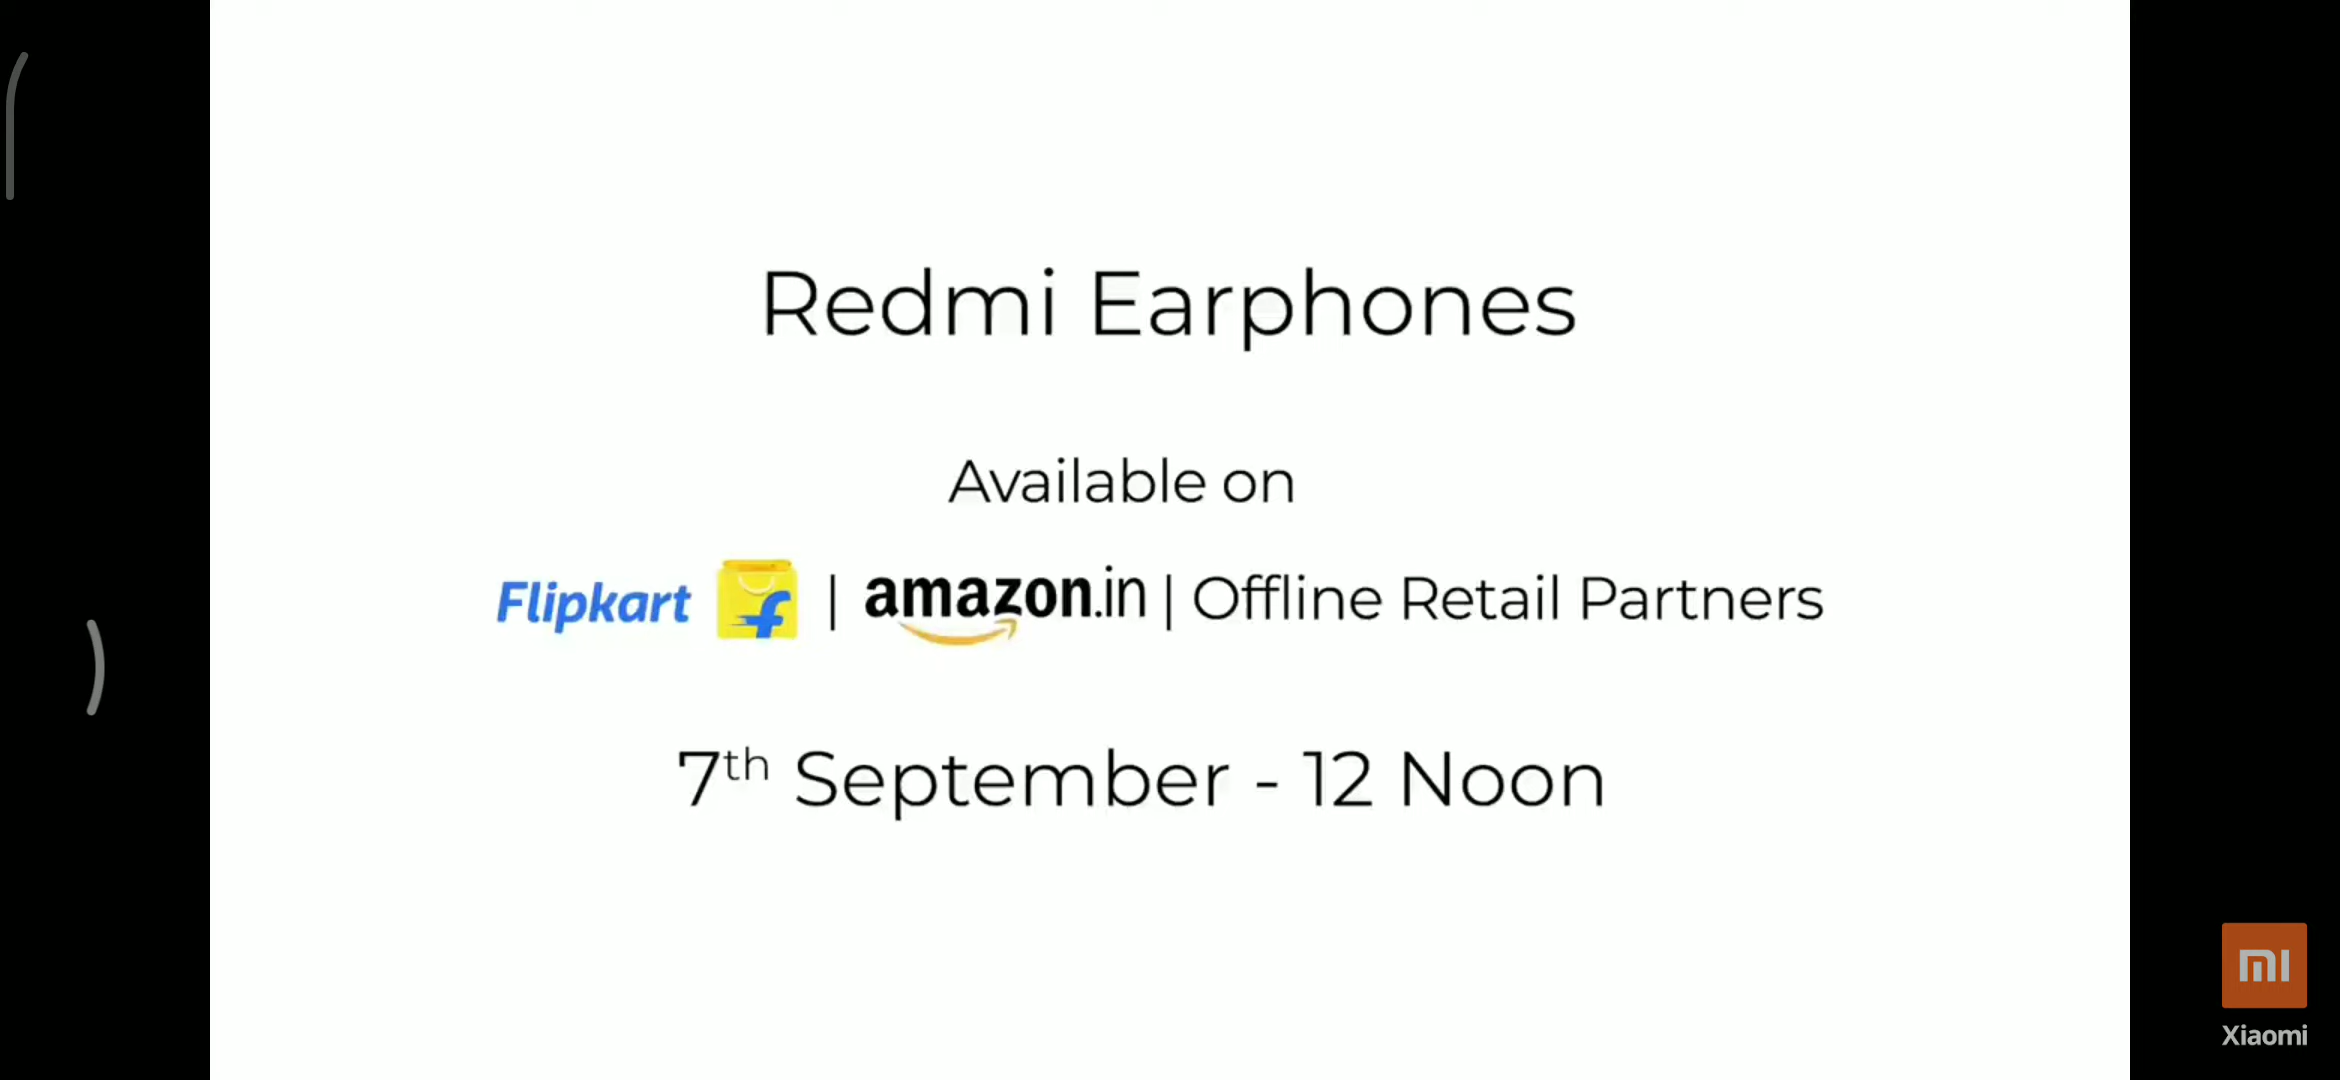 Redmi Earphones
Available on
Flipkart f | amazon.in | Offline Retail Partners
7th September - 12 Noon
mi
Xiaomi